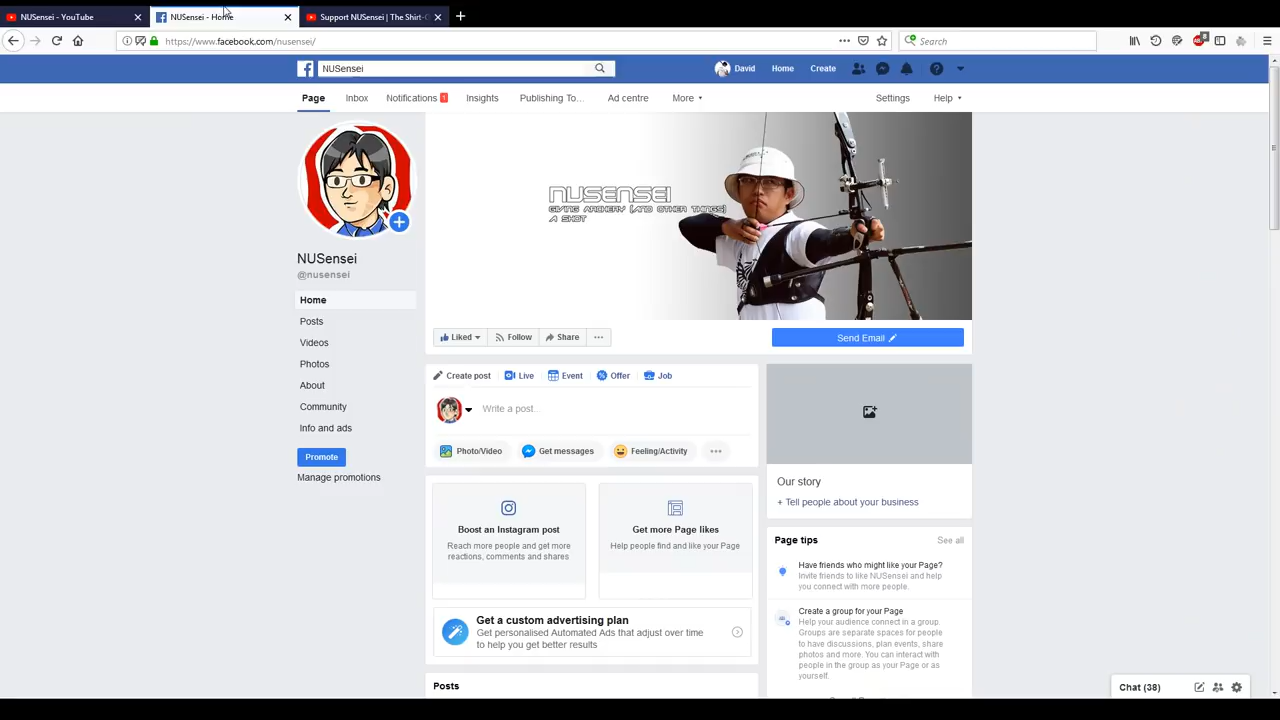 NUSensei - YouTube
NUSensei - Home
Support NUSensei | The Shirt-O
https://www.facebook.com/nusensei/
Search
8
NUSensei
David
Home
Create
Page
Inbox
Notifications 1
Insights
Publishing To...
Ad centre
More
Settings
Help
NUSENSEI
GIVING ARCHERY (AND OTHER THINGS)
A SHOT
NUSensei
@nusensei
Home
Posts
Videos
Photos
About
Community
Info and ads
Promote
Manage promotions
Liked
Follow
Share
Send Email
Create post
Live
Event
Offer
Job
Write a post...
Photo/Video
Get messages
Feeling/Activity
Boost an Instagram post
Reach more people and get more
reactions, comments and shares
Get more Page likes
Help people find and like your Page
Get a custom advertising plan
Get personalised Automated Ads that adjust over time
to help you get better results
Posts
Our story
+ Tell people about your business
Page tips
See all
Have friends who might like your Page?
Invite friends to like NUSensei and help
you connect with more people.
Create a group for your Page
Help your audience connect in a group.
Groups are separate spaces for people
to have discussions, plan events, share
photos and more. You can interact with
people in the group as your Page or as
yourself.
Chat (38)